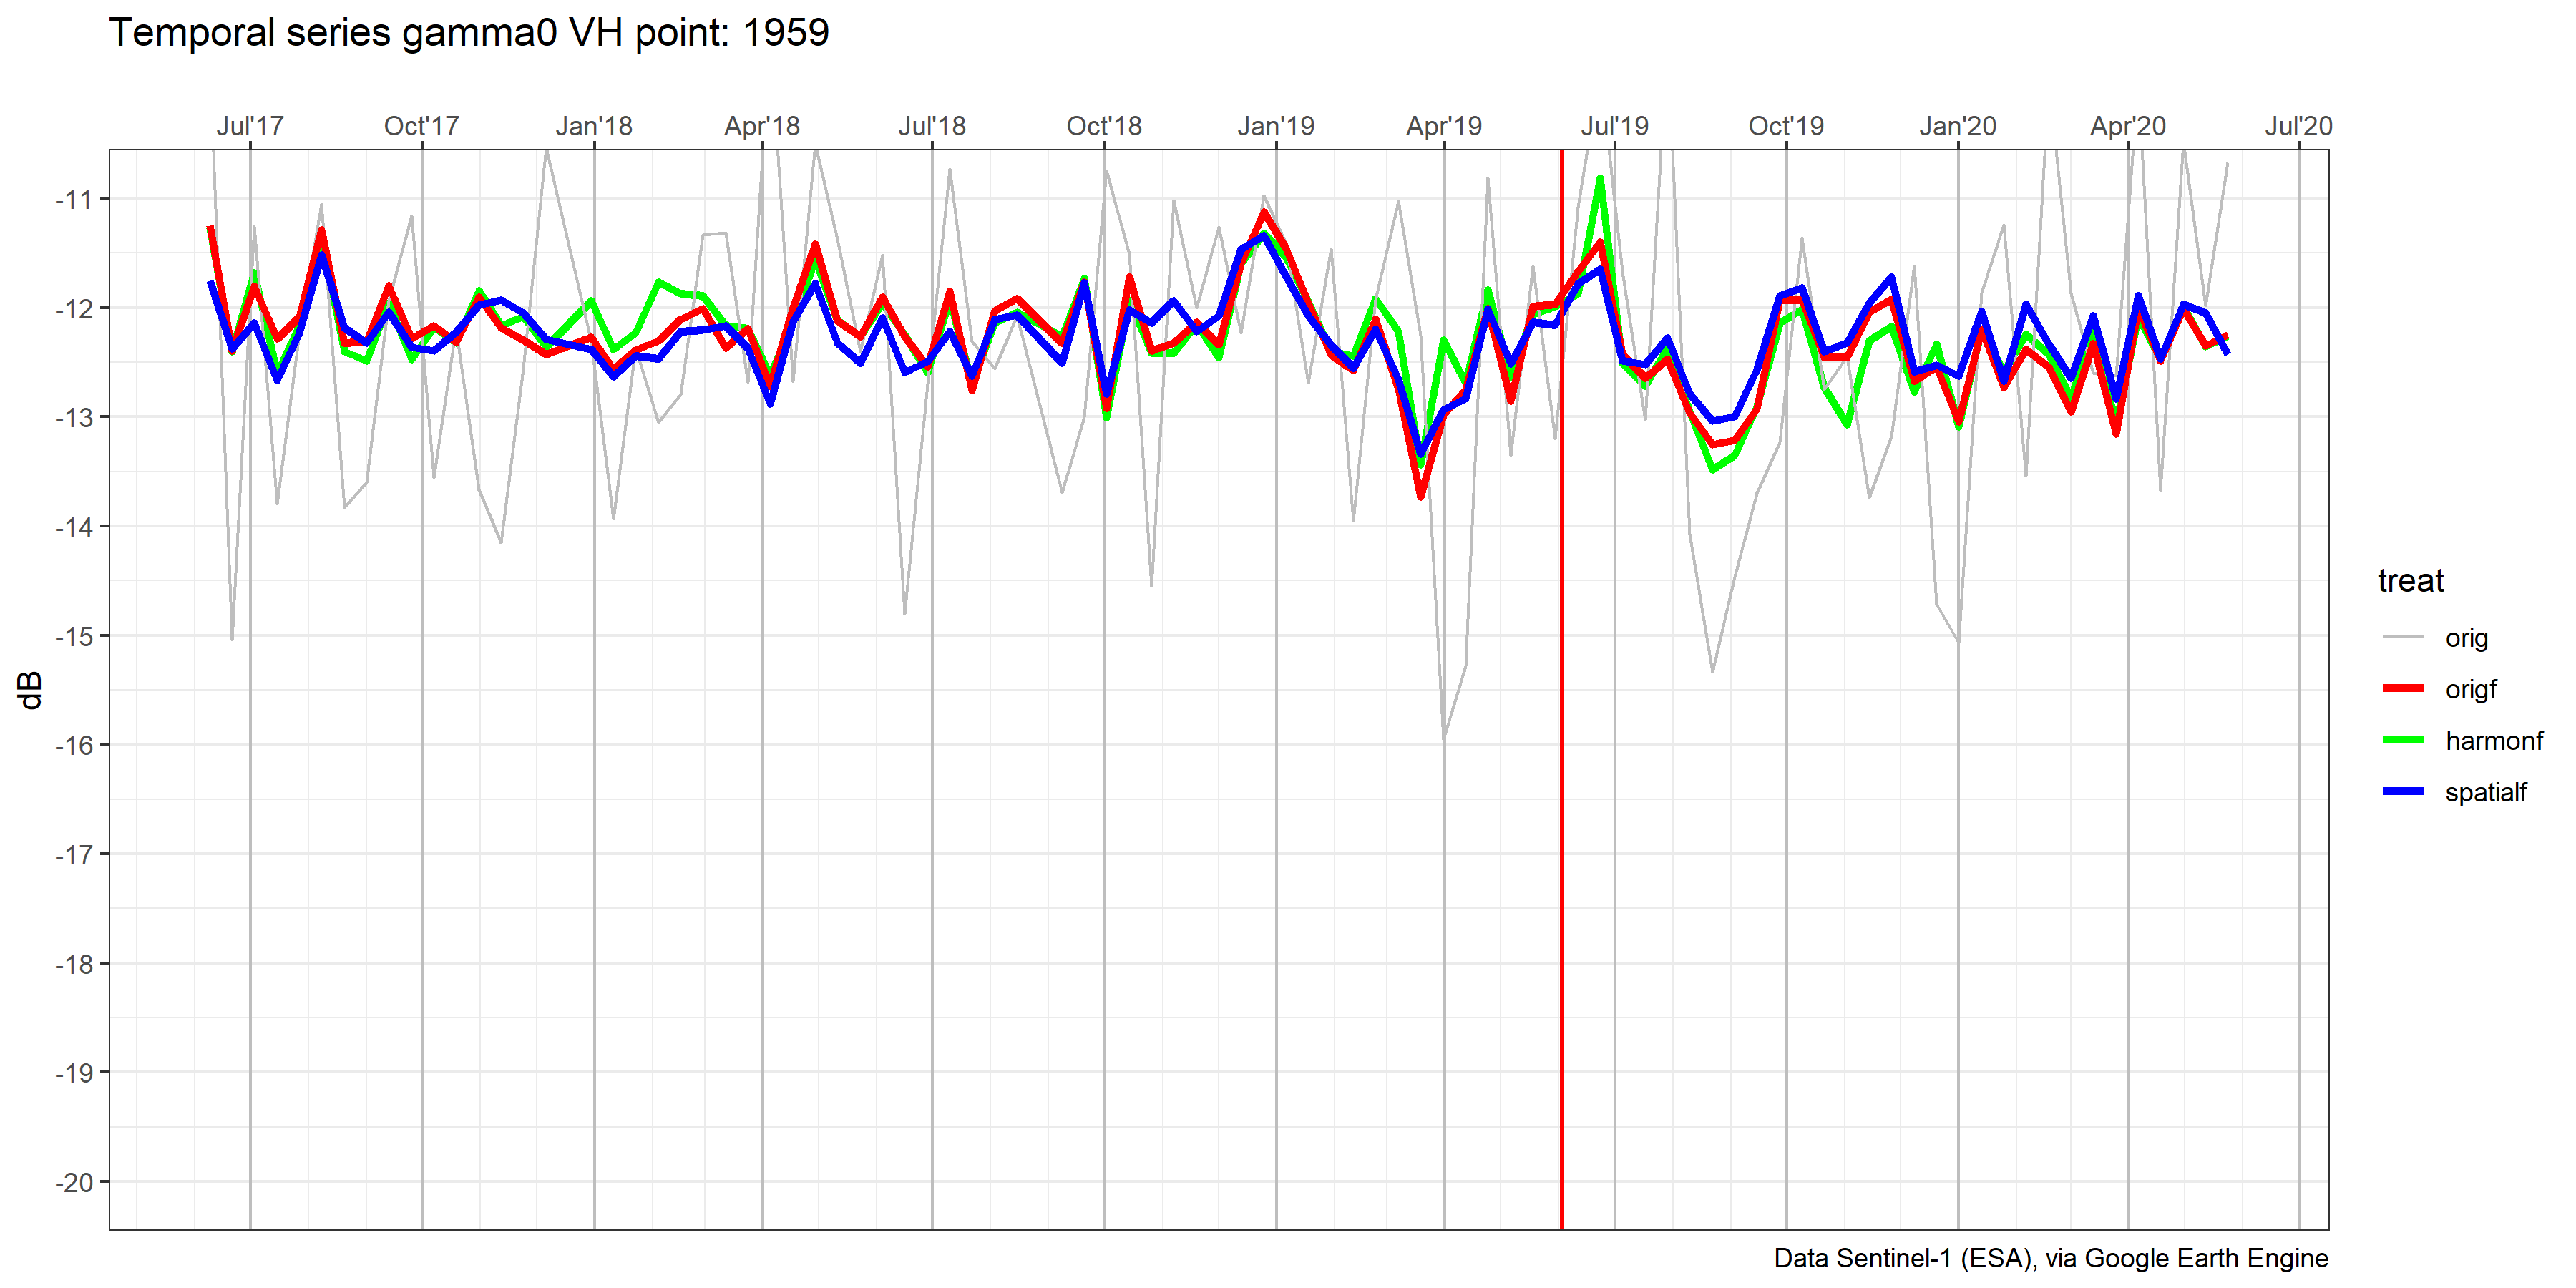 Temporal series gamma0 VH point: 1959
Jul'17 Oct'17 Jan'18 Apr'18 Jul'18 Oct'18 Jan'19 Apr'19 Jul'19 Oct'19 Jan'20 Apr'20 Jul'20
-11
-12
-13
-14
-15
-16
-17
-18
-19
-20
dB
treat
orig
origf
harmonf
spatialf
Data Sentinel-1 (ESA), via Google Earth Engine